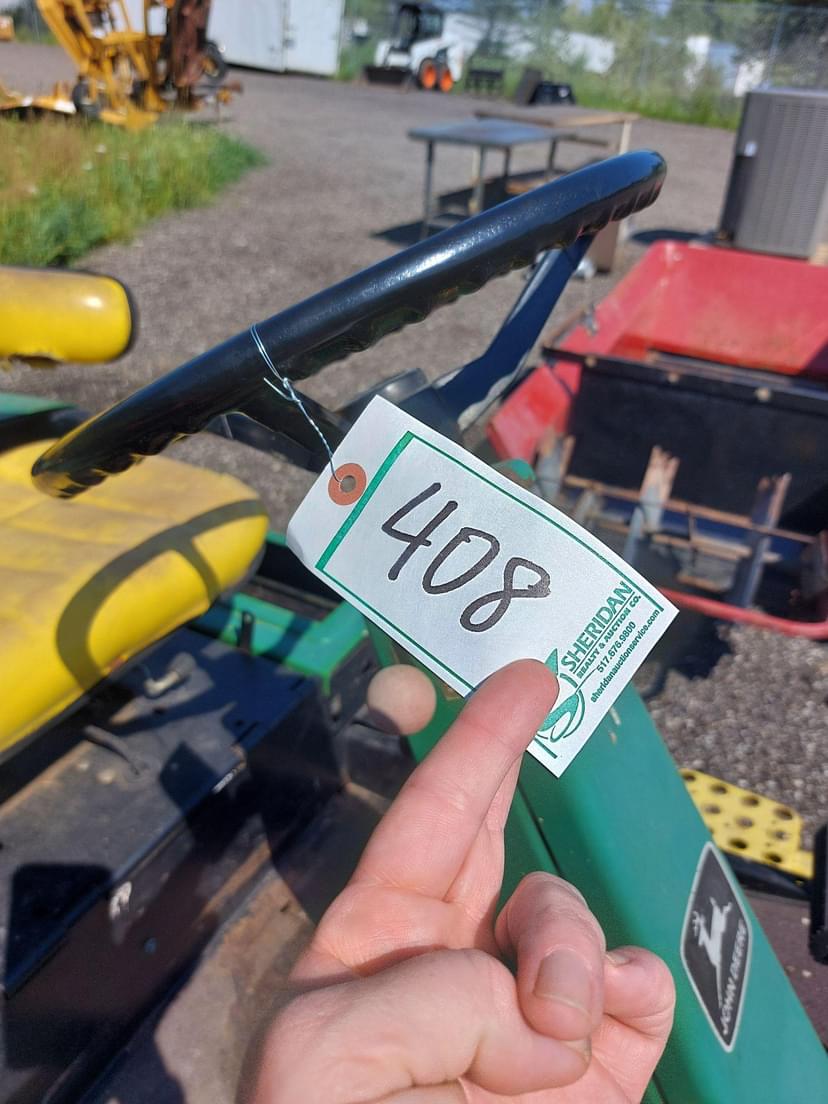 408
SHERIDAN
REALTY & AUCTION CO.
517.676.9800
sheridanauctionservice.com
JOHN DEERE